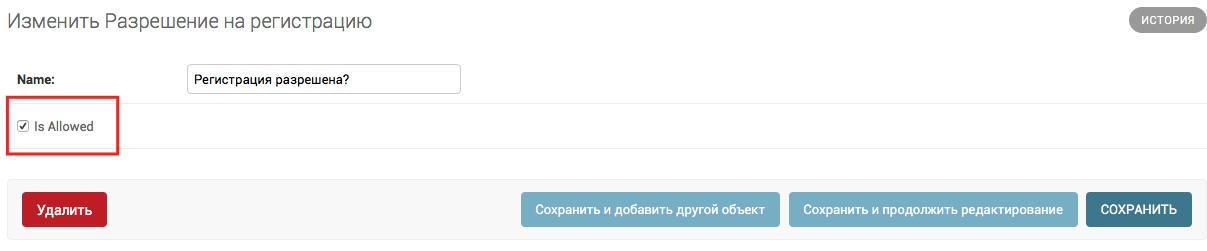 Изменить Разрешение на регистрацию
ИСТОРИЯ
Name: Регистрация разрешена?
Is Allowed
Удалить Сохранить и добавить другой объект Сохранить и продолжить редактирование СОХРАНИТЬ